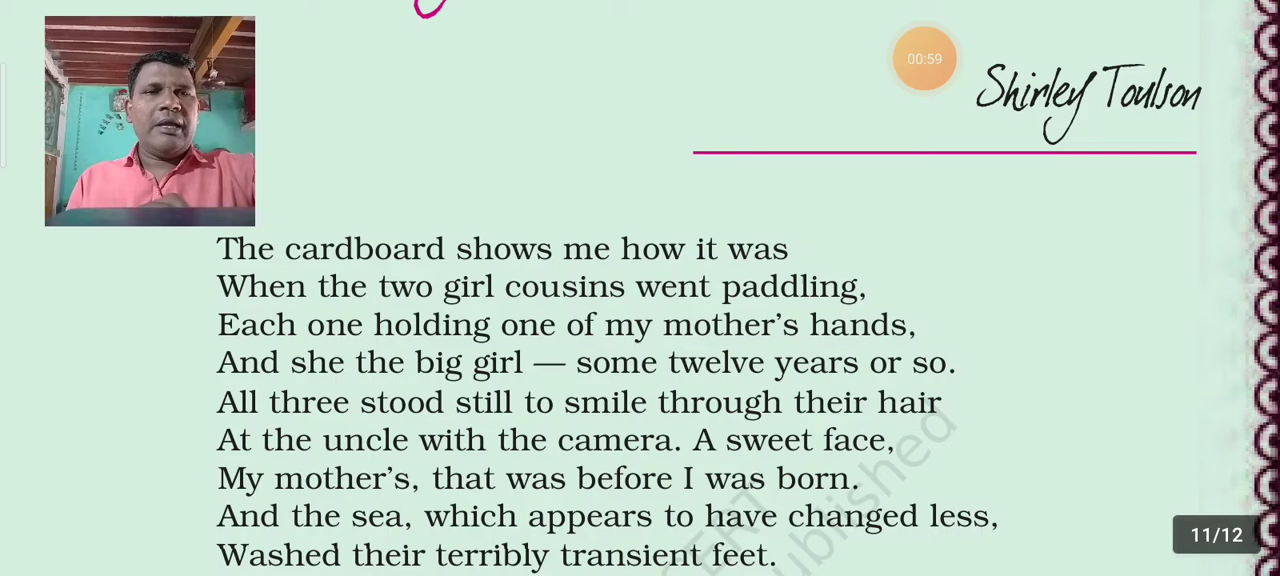 00:59
Shirley Toulson
The cardboard shows me how it was
When the two girl cousins went paddling,
Each one holding one of my mother's hands,
And she the big girl — some twelve years or so.
All three stood still to smile through their hair
At the uncle with the camera. A sweet face,
My mother's, that was before I was born.
And the sea, which appears to have changed less,
Washed their terribly transient feet.
11/12